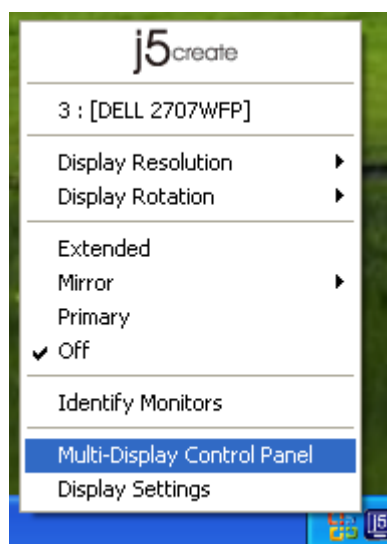 j5create
3 : [DELL 2707WFP]
Display Resolution
Display Rotation
Extended
Mirror
Primary
Off
Identify Monitors
Multi-Display Control Panel
Display Settings
j5